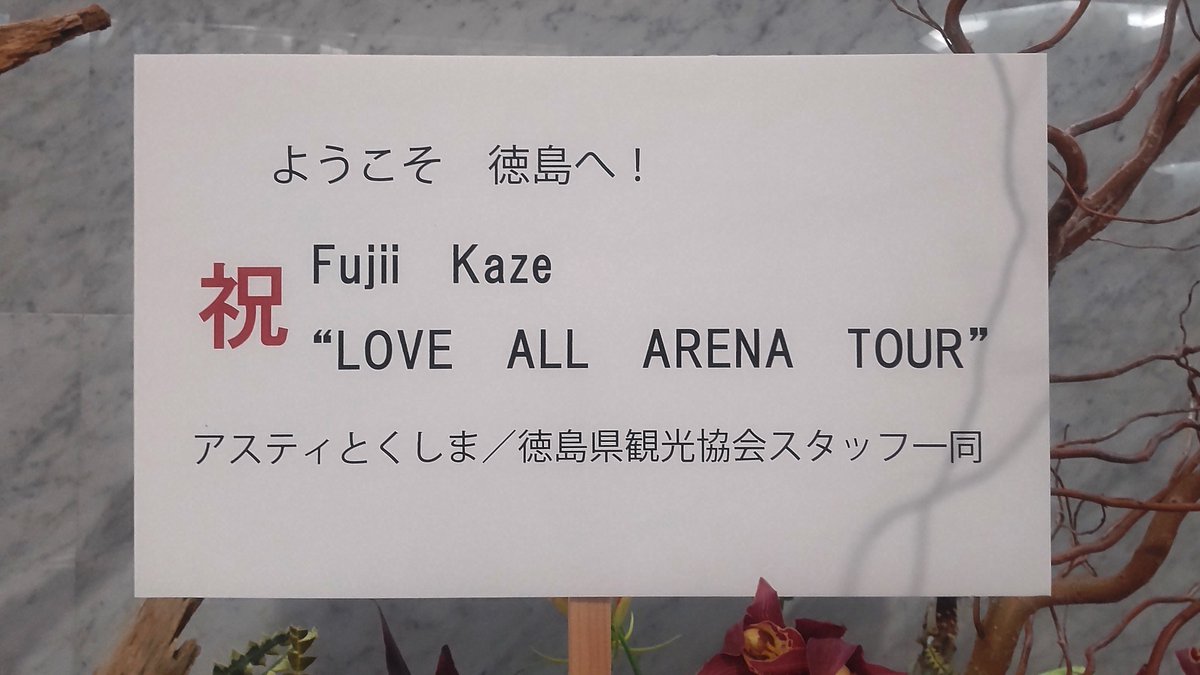 ようこそ　徳島へ！
祝
Fujii　Kaze
“LOVE　ALL　ARENA　TOUR”
アスティとくしま／徳島県観光協会スタッフ一同